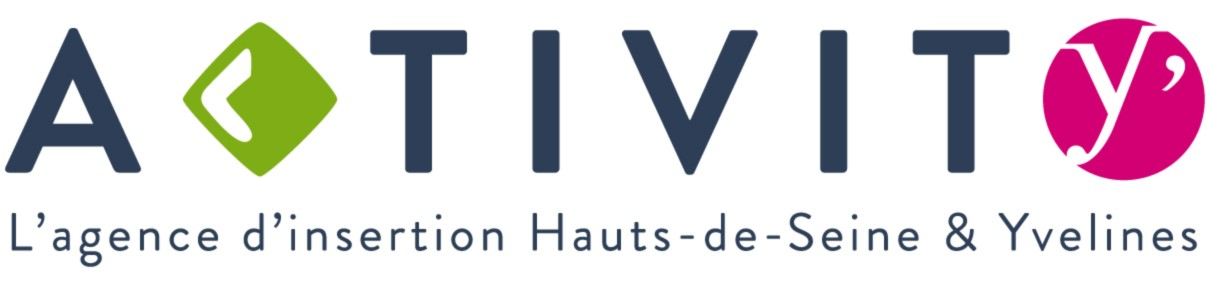 ACTIVITY'
L'agence d'insertion Hauts-de-Seine & Yvelines